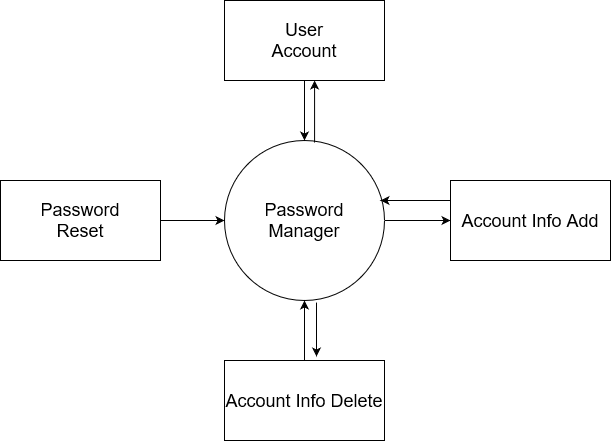 User
Account
Password
Reset
Password
Manager
Account Info Add
Account Info Delete